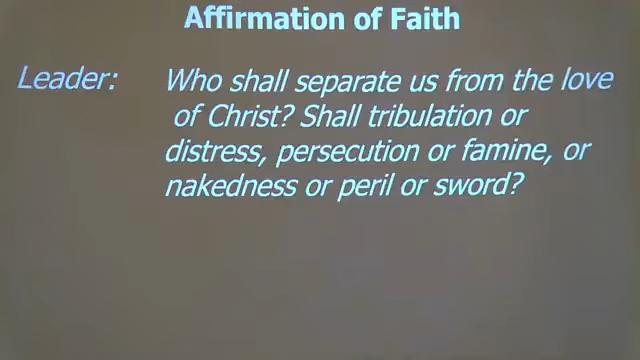 Affirmation of Faith
Leader: Who shall separate us from the love
of Christ? Shall tribulation or
distress, persecution or famine, or
nakedness or peril or sword?